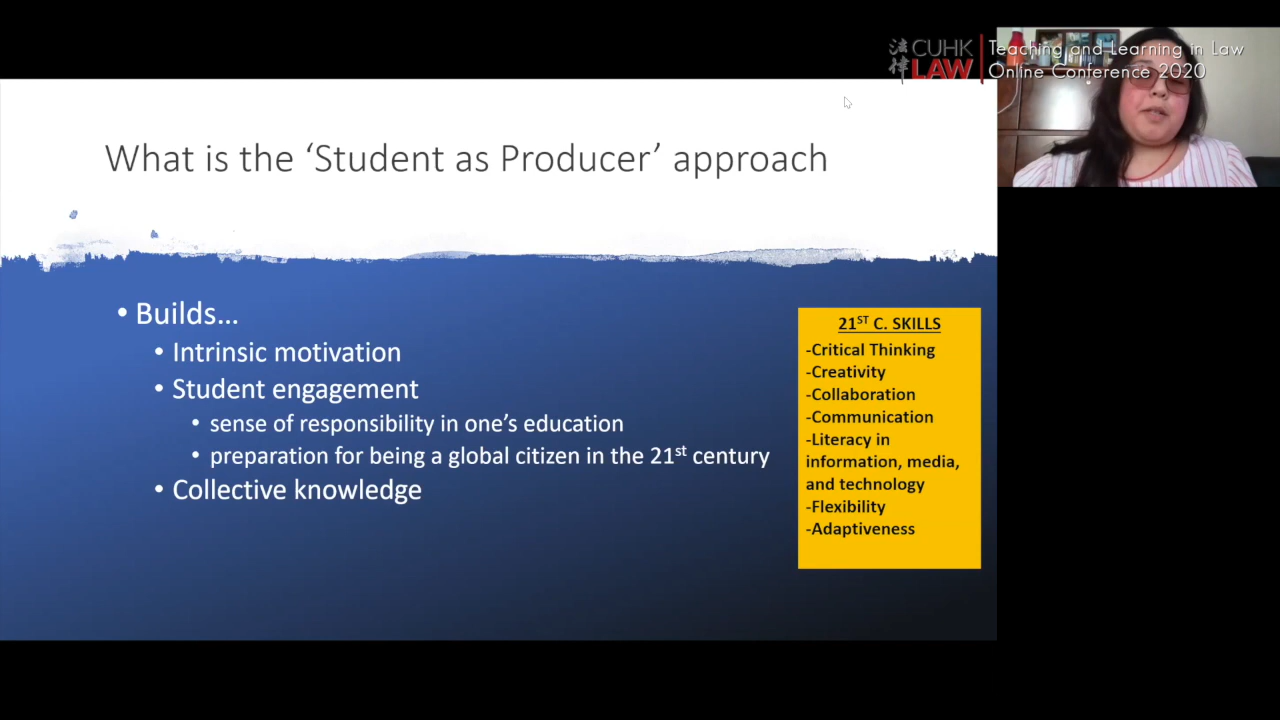 法律 CUHK LAW
Teaching and Learning in Law
Online Conference 2020
What is the ‘Student as Producer’ approach
• Builds…
• Intrinsic motivation
• Student engagement
• sense of responsibility in one’s education
• preparation for being a global citizen in the 21st century
• Collective knowledge
21ST C. SKILLS
-Critical Thinking
-Creativity
-Collaboration
-Communication
-Literacy in
information, media,
and technology
-Flexibility
-Adaptiveness